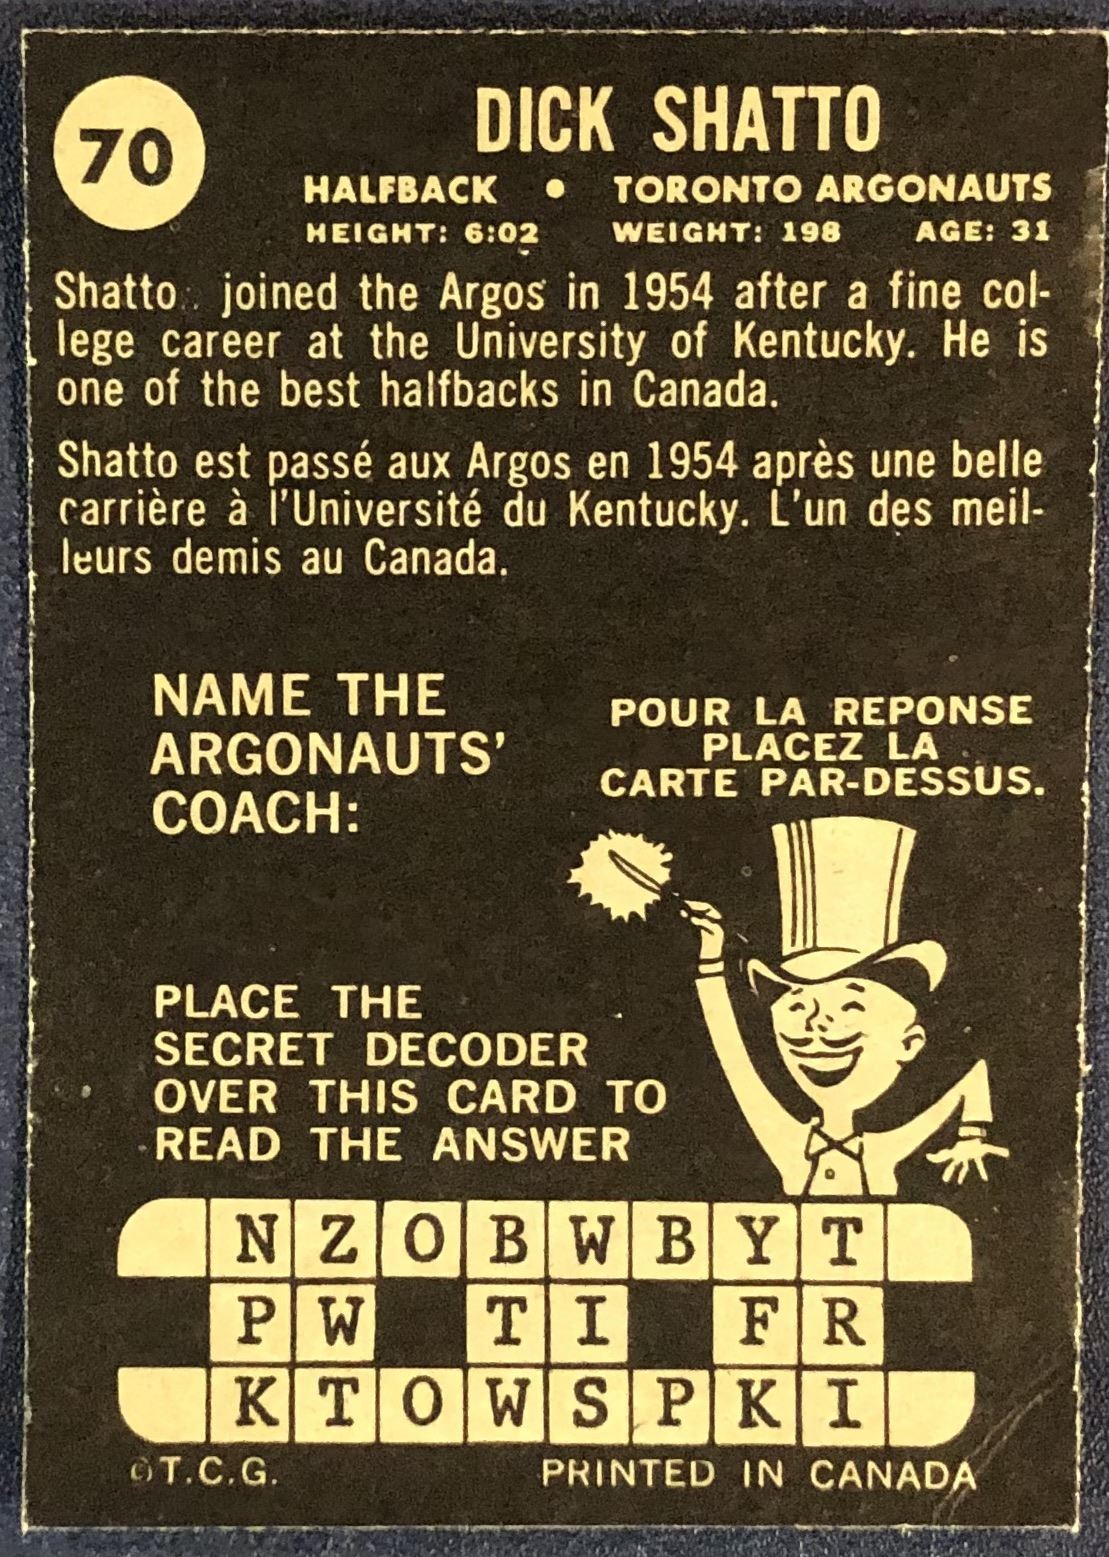 70
DICK SHATTO
HALFBACK • TORONTO ARGONAUTS
HEIGHT: 6:02 WEIGHT: 198 AGE: 31
Shatto joined the Argos in 1954 after a fine col-
lege career at the University of Kentucky. He is
one of the best halfbacks in Canada.
Shatto est passé aux Argos en 1954 après une belle
carrière à l'Université du Kentucky. L'un des meil-
leurs demis au Canada.
NAME THE
ARGONAUTS'
COACH:
POUR LA REPONSE
PLACEZ LA
CARTE PAR-DESSUS.
PLACE THE
SECRET DECODER
OVER THIS CARD TO
READ THE ANSWER
N Z O B W B Y T
P W T I F R
K T O W S P K I
©T.C.G. PRINTED IN CANADA